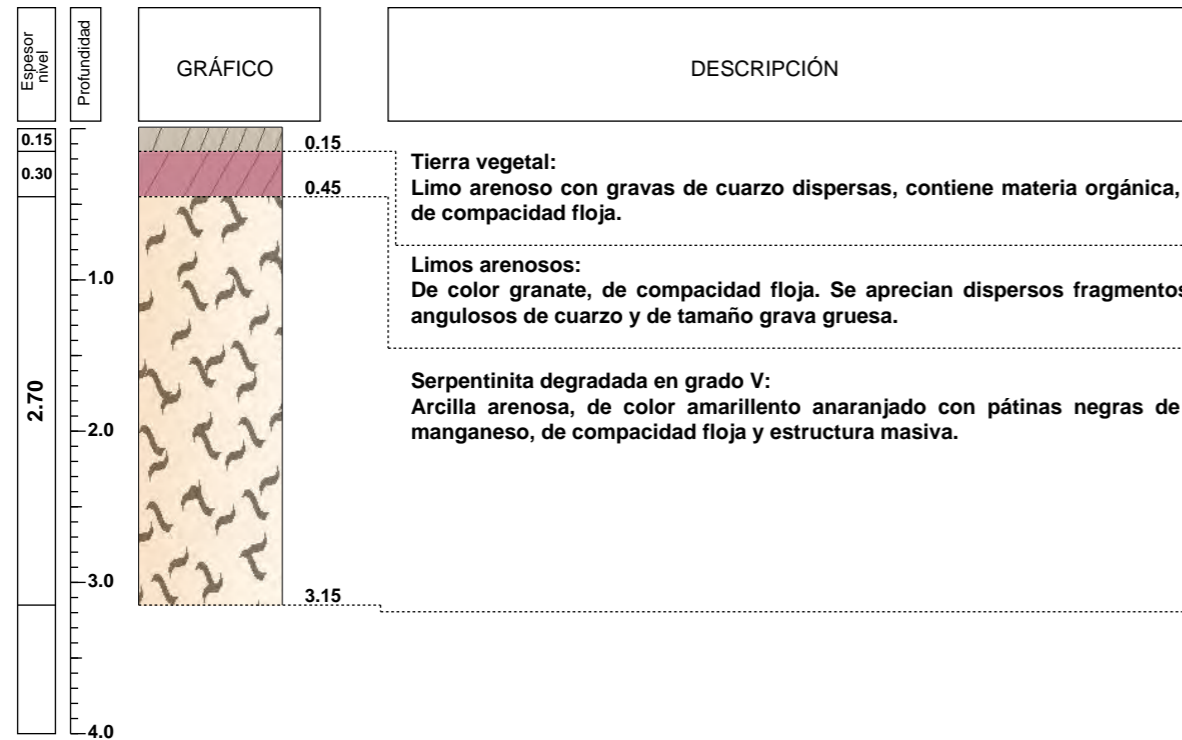 Espesor
nivel
Profundidad
GRÁFICO
DESCRIPCIÓN
0.15
0.30
2.70
1.0
2.0
3.0
4.0
0.15
0.45
3.15
Tierra vegetal:
Limo arenoso con gravas de cuarzo dispersas, contiene materia orgánica,
de compacidad floja.
Limos arenosos:
De color granate, de compacidad floja. Se aprecian dispersos fragmentos
angulosos de cuarzo y de tamaño grava gruesa.
Serpentinita degradada en grado V:
Arcilla arenosa, de color amarillento anaranjado con pátinas negras de
manganeso, de compacidad floja y estructura masiva.